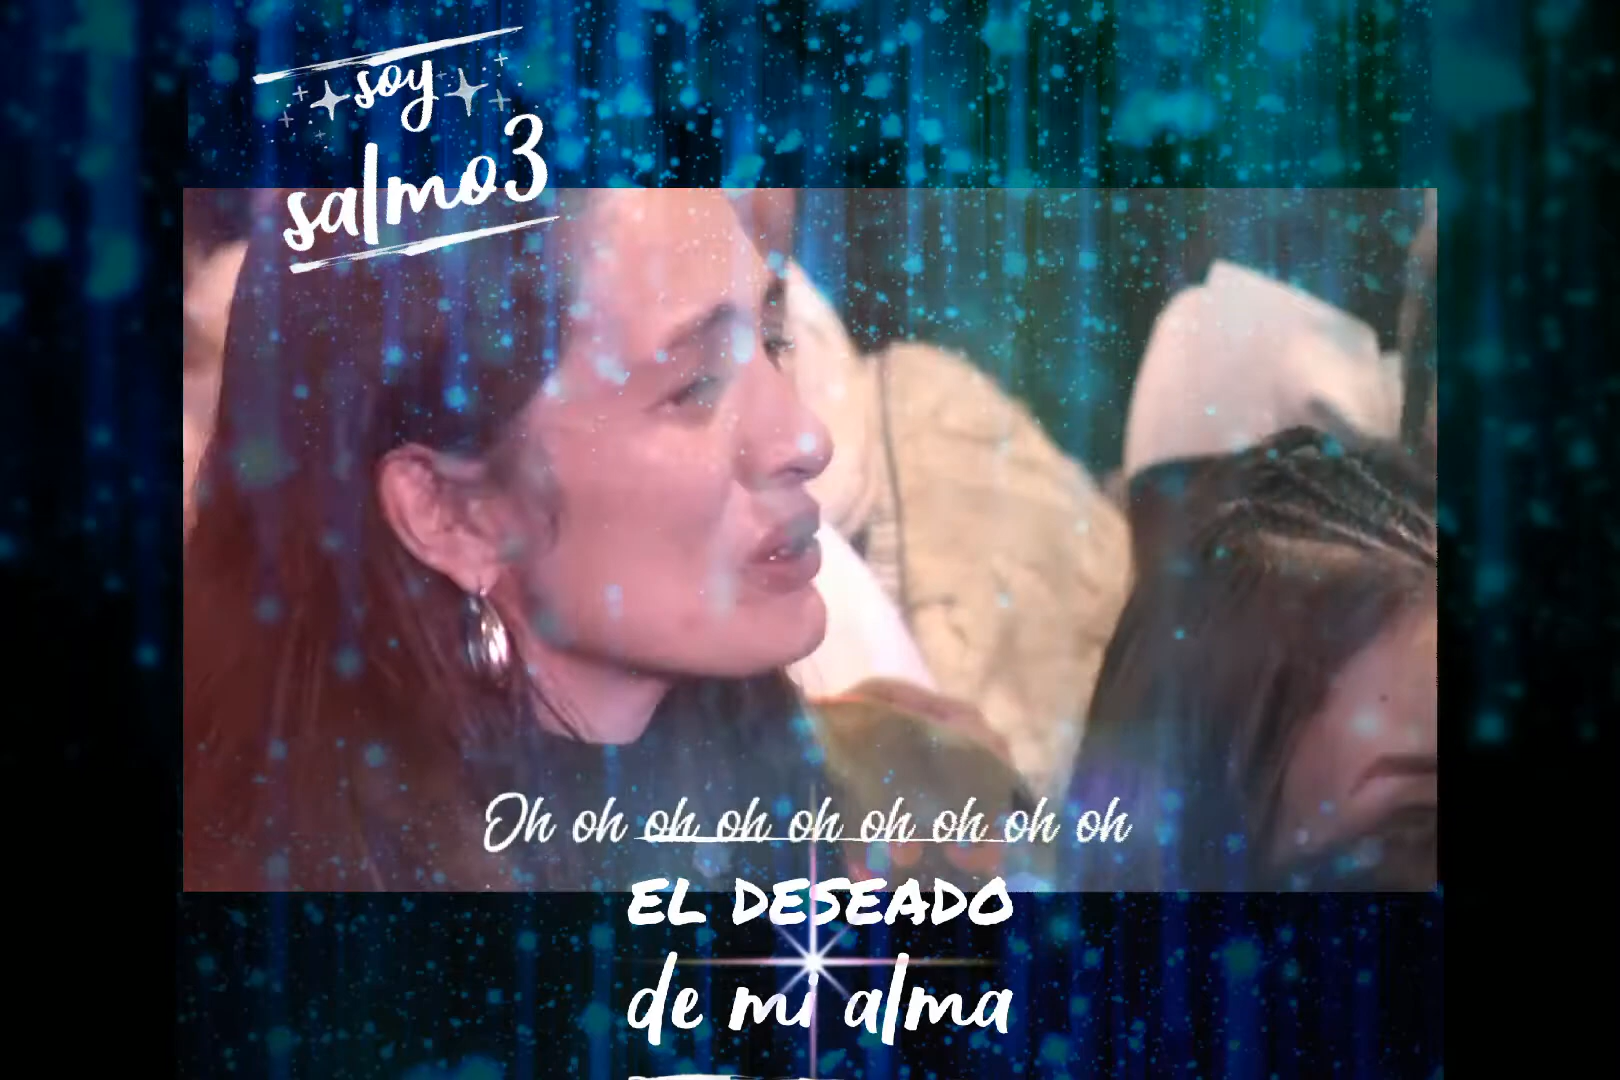 soy
salmo3
Oh oh oh oh oh oh oh oh oh
EL DESEADO
de mi alma